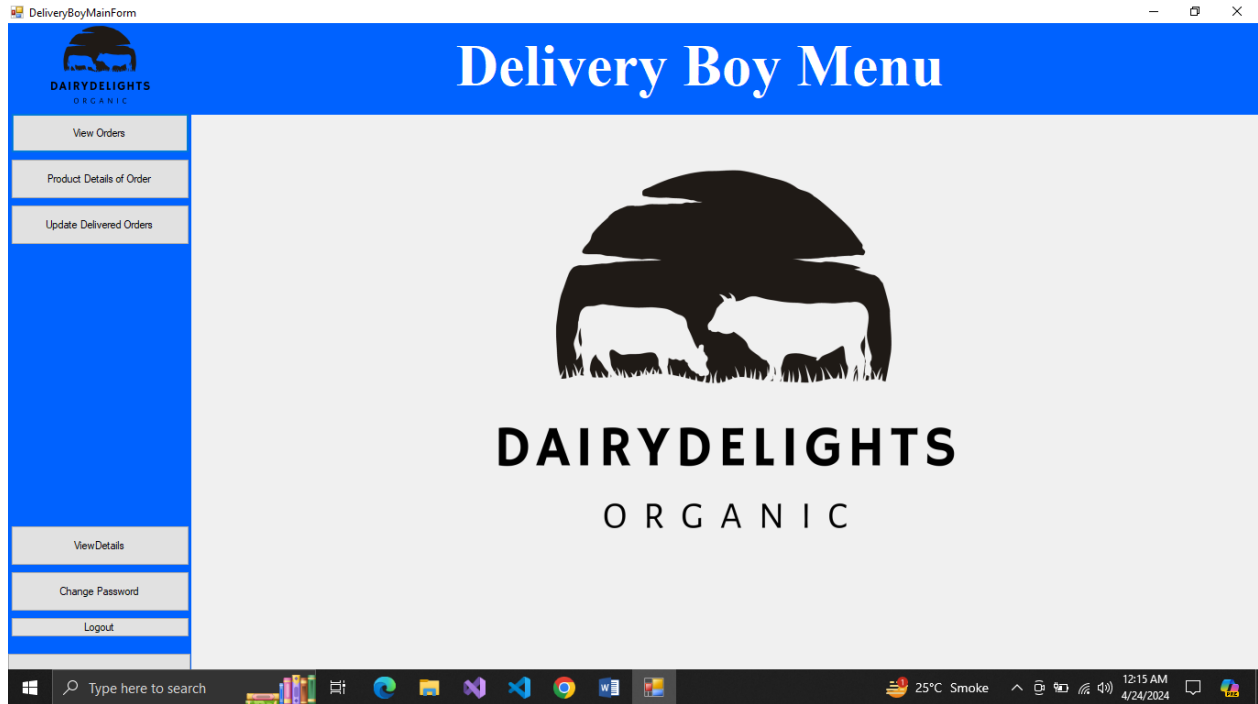 DeliveryBoyMainForm
DAIRYDELIGHTS
ORGANIC
Delivery Boy Menu
View Orders
Product Details of Order
Update Delivered Orders
ViewDetails
Change Password
Logout
DAIRYDELIGHTS
ORGANIC
Type here to search
25°C Smoke
12:15 AM
4/24/2024